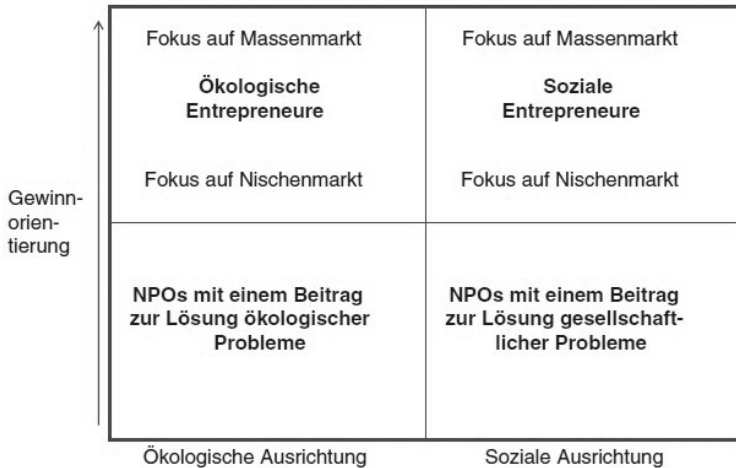 Fokus auf Massenmarkt
Ökologische
Entrepreneure
Fokus auf Nischenmarkt
Fokus auf Massenmarkt
Soziale
Entrepreneure
Fokus auf Nischenmarkt
Gewinn-
orien-
tierung
NPOs mit einem Beitrag
zur Lösung ökologischer
Probleme
NPOs mit einem Beitrag
zur Lösung gesellschaft-
licher Probleme
Ökologische Ausrichtung
Soziale Ausrichtung